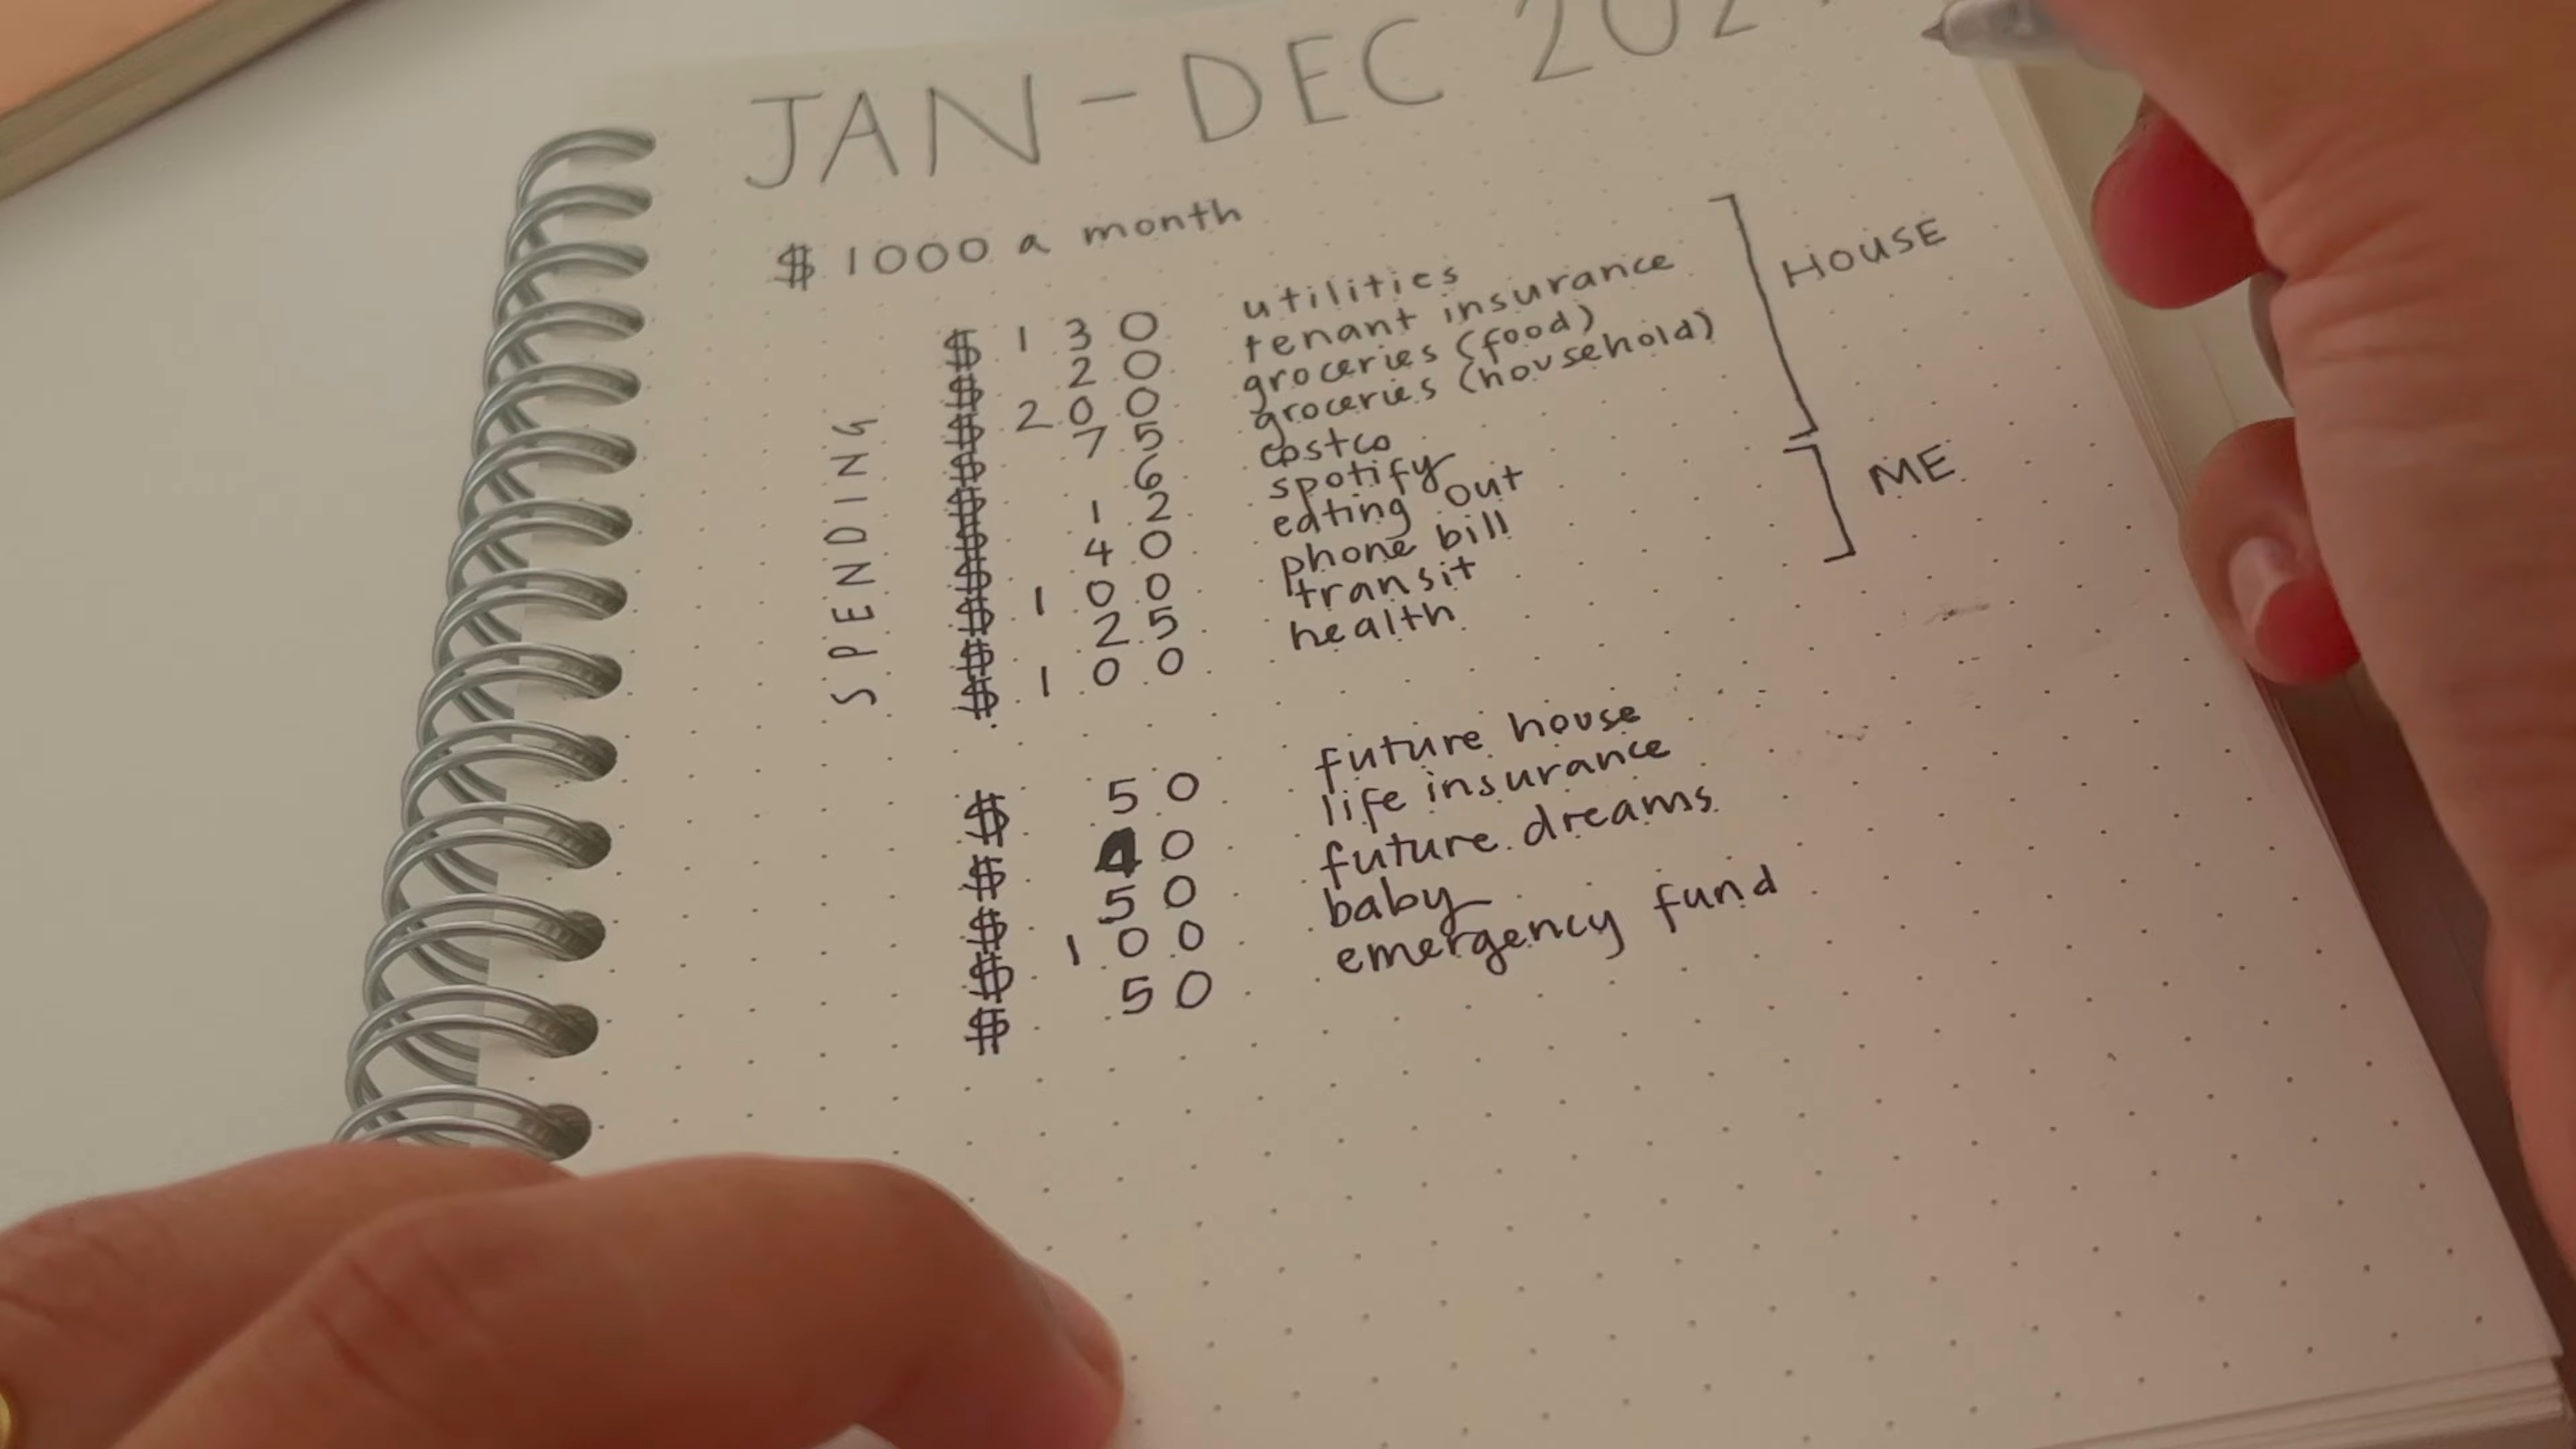 JAN-DEC 202
$1000 a month
SPENDING
$130 utilities
$20 tenant insurance
$200 groceries (food)
$75 groceries (household)
$6 costco
$12 spotify
$40 eating out
$100 phone bill
$25 transit
$100 health
HOUSE
ME
$50 future house
$40 life insurance
$50 future dreams
$100 baby
$50 emergency fund